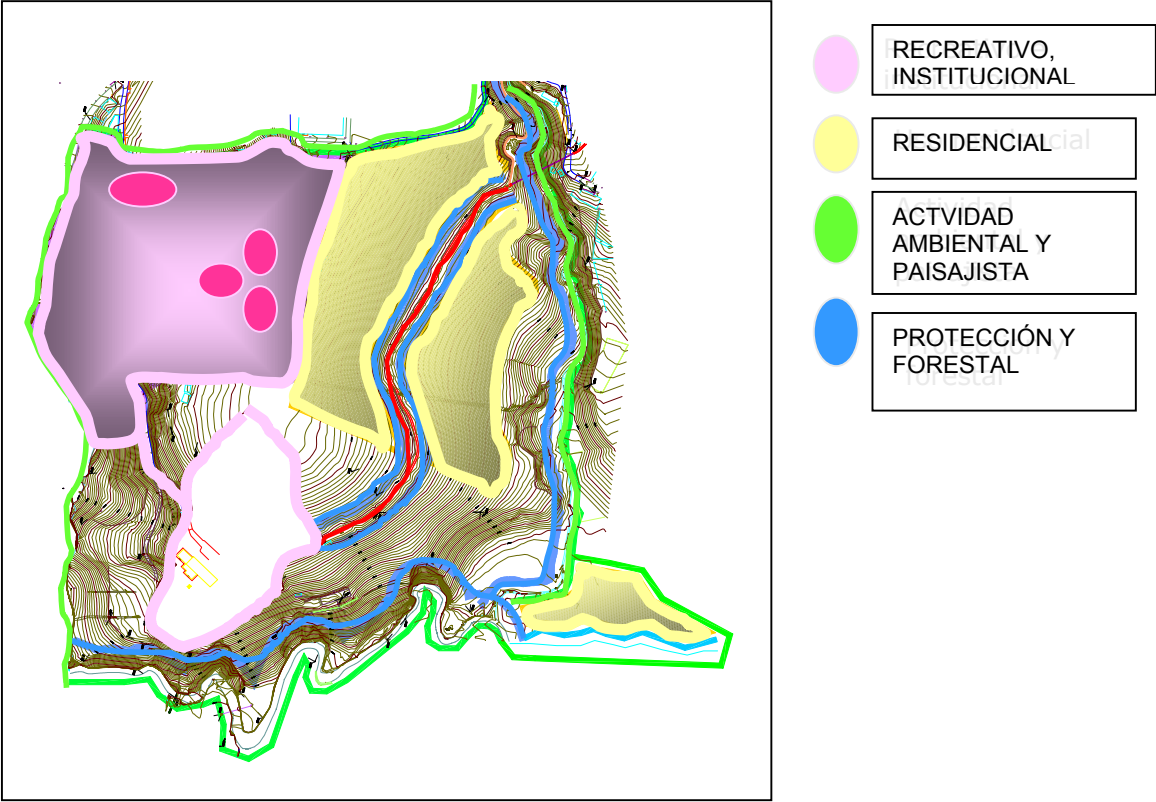 RECREATIVO,
INSTITUCIONAL
RESIDENCIAL
ACTVIDAD
AMBIENTAL Y
PAISAJISTA
PROTECCIÓN Y
FORESTAL